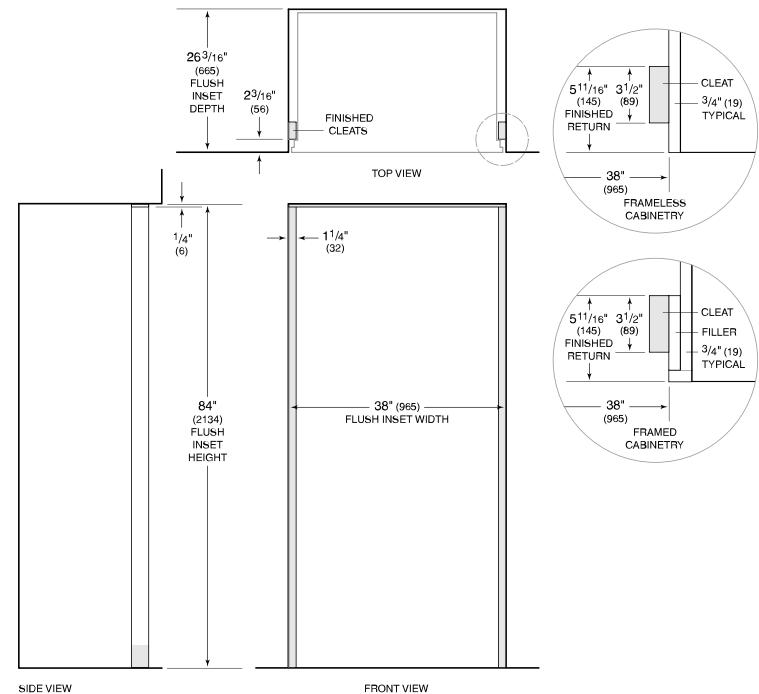 26 3/16"
(665)
FLUSH
INSET
DEPTH
2 3/16"
(56)
FINISHED
CLEATS
TOP VIEW
5 11/16"
(145)
FINISHED
RETURN
3 1/2"
(89)
CLEAT
3/4" (19)
TYPICAL
38"
(965)
FRAMELESS
CABINETRY
1/4"
(6)
1 1/4"
(32)
5 11/16"
(145)
FINISHED
RETURN
3 1/2"
(89)
CLEAT
FILLER
3/4" (19)
TYPICAL
38"
(965)
FRAMED
CABINETRY
84"
(2134)
FLUSH
INSET
HEIGHT
38" (965)
FLUSH INSET WIDTH
SIDE VIEW
FRONT VIEW